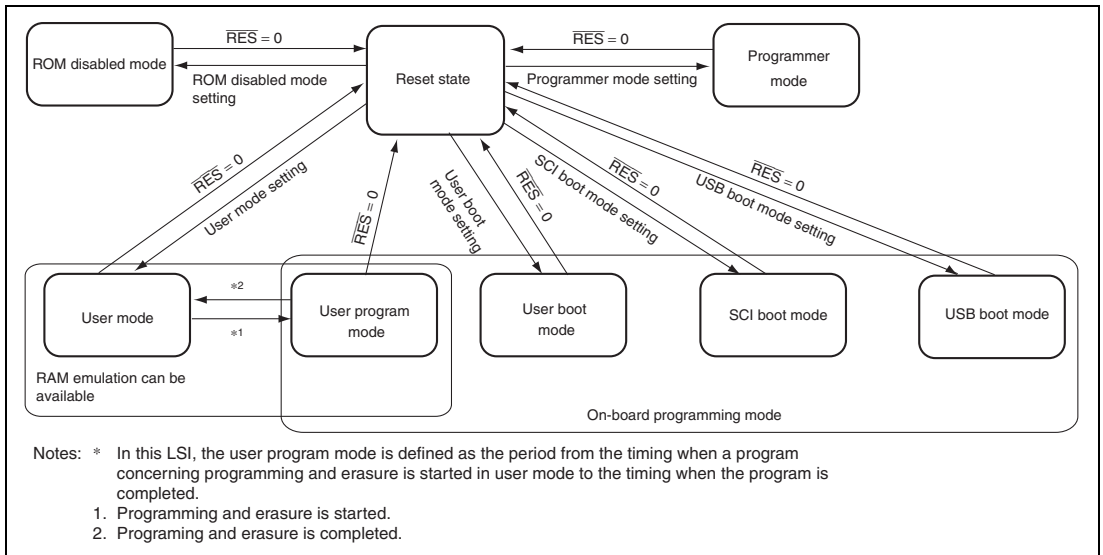 ROM disabled mode
RES = 0
ROM disabled mode
setting
Reset state
RES = 0
Programmer mode setting
Programmer
mode
RES = 0
User mode setting
RES = 0
User boot
mode setting
RES = 0
SCI boot mode setting
RES = 0
USB boot mode setting
RES = 0
User mode
*2
*1
User program
mode
User boot
mode
SCI boot mode
USB boot mode
RAM emulation can be
available
On-board programming mode
Notes: * In this LSI, the user program mode is defined as the period from the timing when a program
concerning programming and erasure is started in user mode to the timing when the program is
completed.
1. Programming and erasure is started.
2. Programing and erasure is completed.